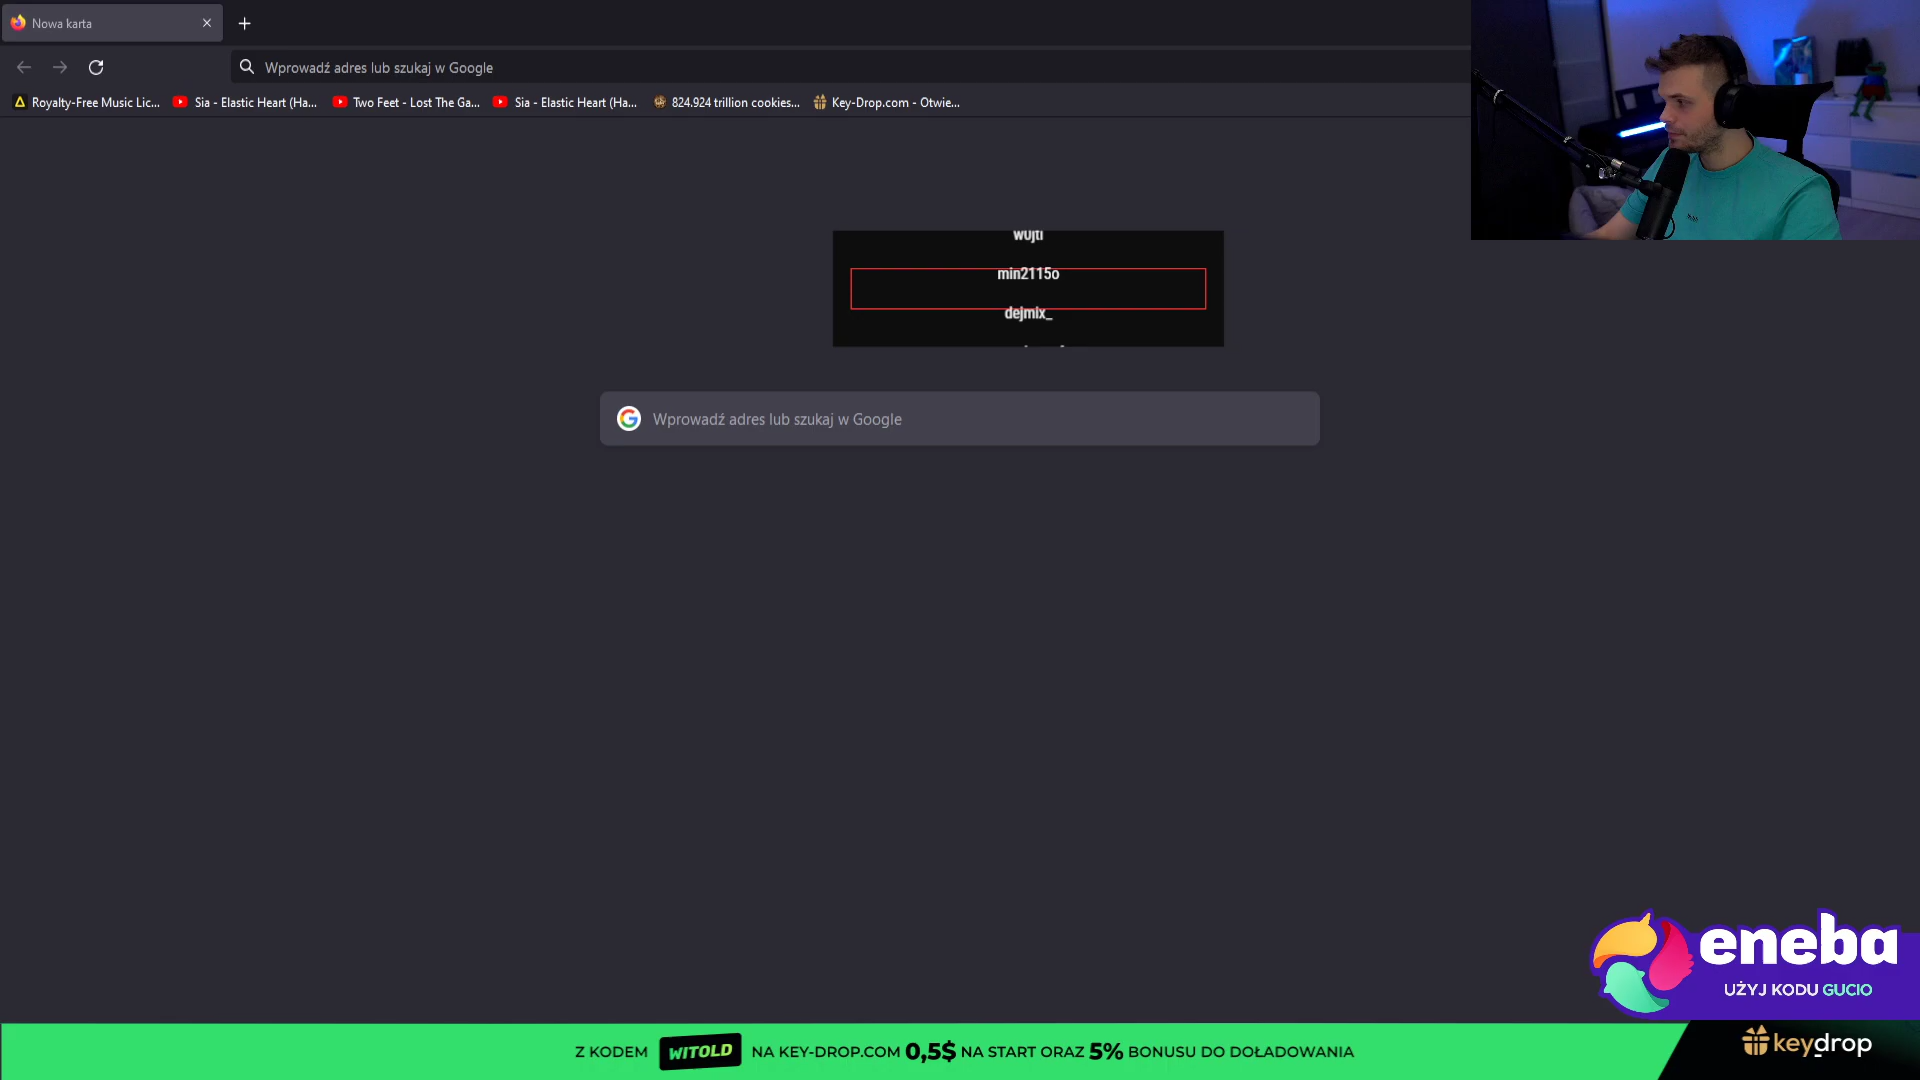 Nowa karta
Wprowadź adres lub szukaj w Google
Royalty-Free Music Lic... Sia - Elastic Heart (Ha... Two Feet - Lost The Ga... Sia - Elastic Heart (Ha... 824.924 trillion cookies... Key-Drop.com - Otwie...
w0jti
min2115o
dejmix_
Wprowadź adres lub szukaj w Google
eneba
UŻYJ KODU GUCIO
Z KODEM WITOLD NA KEY-DROP.COM 0,5$ NA START ORAZ 5% BONUSU DO DOŁADOWANIA
keydrop